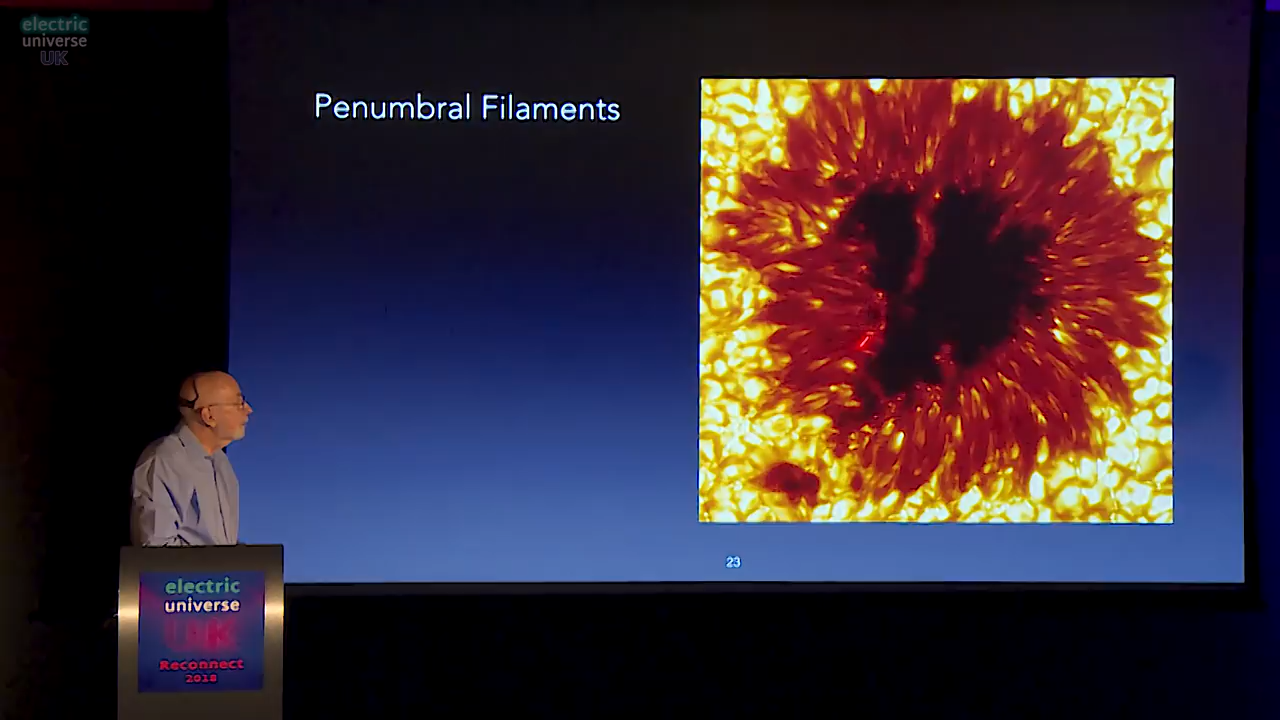 electric
universe
UK
Penumbral Filaments
23
electric
universe
UK
Reconnect
2018